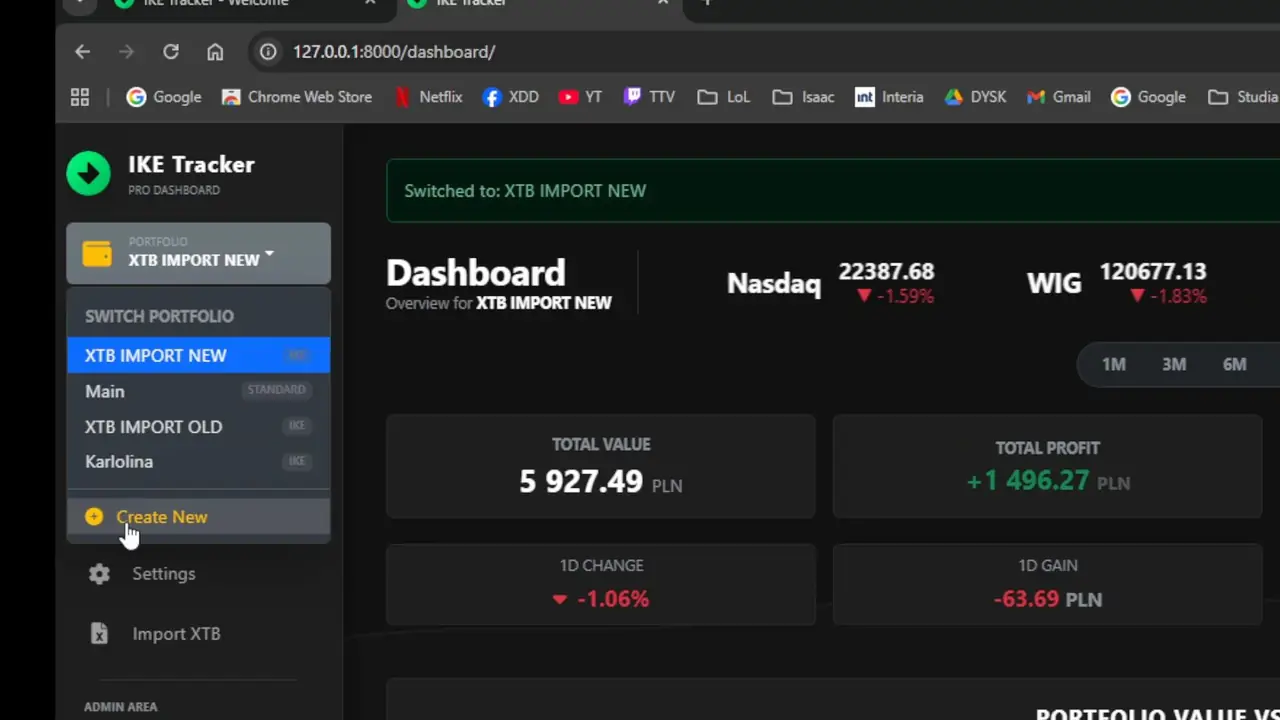 IKE Tracker - Welcome
IKE Tracker
127.0.0.1:8000/dashboard/
Google
Chrome Web Store
Netflix
XDD
YT
TTV
LoL
Isaac
int Interia
DYSK
Gmail
Google
Studia
IKE Tracker
PRO DASHBOARD
PORTFOLIO
XTB IMPORT NEW
SWITCH PORTFOLIO
XTB IMPORT NEW IKE
Main STANDARD
XTB IMPORT OLD IKE
Karlolina IKE
Create New
Settings
Import XTB
ADMIN AREA
Switched to: XTB IMPORT NEW
Dashboard
Overview for XTB IMPORT NEW
Nasdaq
22387.68
▼ -1.59%
WIG
120677.13
▼ -1.83%
1M 3M 6M
TOTAL VALUE
5 927.49 PLN
TOTAL PROFIT
+1 496.27 PLN
1D CHANGE
-1.06%
1D GAIN
-63.69 PLN
PORTFOLIO VALUE VS